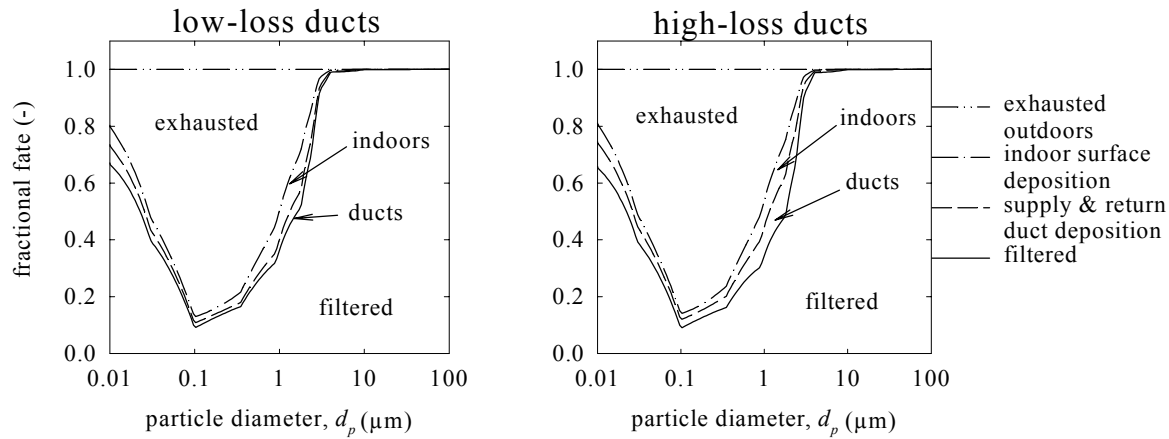 low-loss ducts
fractional fate (-)
1.0
0.8
0.6
0.4
0.2
0.0
exhausted
indoors
ducts
filtered
0.01
0.1
1
10
100
particle diameter, dp (µm)
high-loss ducts
1.0
0.8
0.6
0.4
0.2
0.0
exhausted
indoors
ducts
filtered
0.01
0.1
1
10
100
particle diameter, dp (µm)
exhausted
outdoors
indoor surface
deposition
supply & return
duct deposition
filtered